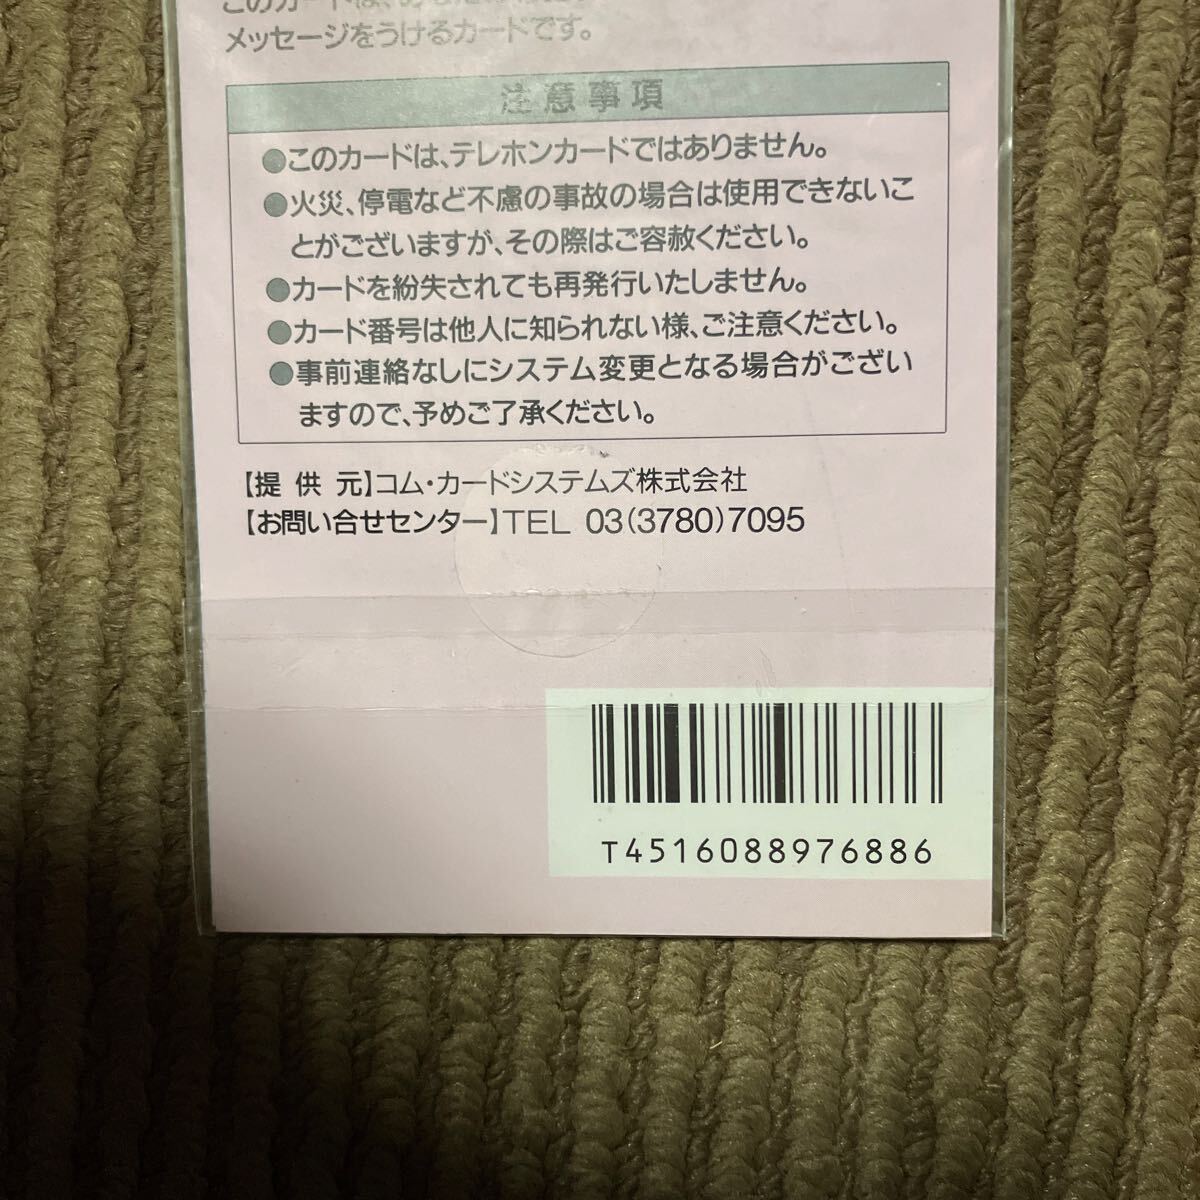 このカードは、
メッセージをうけるカードです。
注意事項
●このカードは、テレホンカードではありません。
●火災、停電など不慮の事故の場合は使用できないこ
とがございますが、その際はご容赦ください。
●カードを紛失されても再発行いたしません。
●カード番号は他人に知られない様、ご注意ください。
●事前連絡なしにシステム変更となる場合がござい
ますので、予めご了承ください。
【提 供 元】コム・カードシステムズ株式会社
【お問い合せセンター】TEL 03(3780)7095
T4516088976886